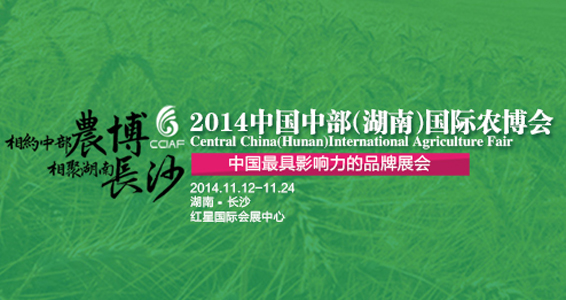 相約中部農博
相聚湖南長沙
CCIAF
2014中国中部(湖南)国际农博会
Central China(Hunan)International Agriculture Fair
中国最具影响力的品牌展会
2014.11.12-11.24
湖南 · 长沙
红星国际会展中心